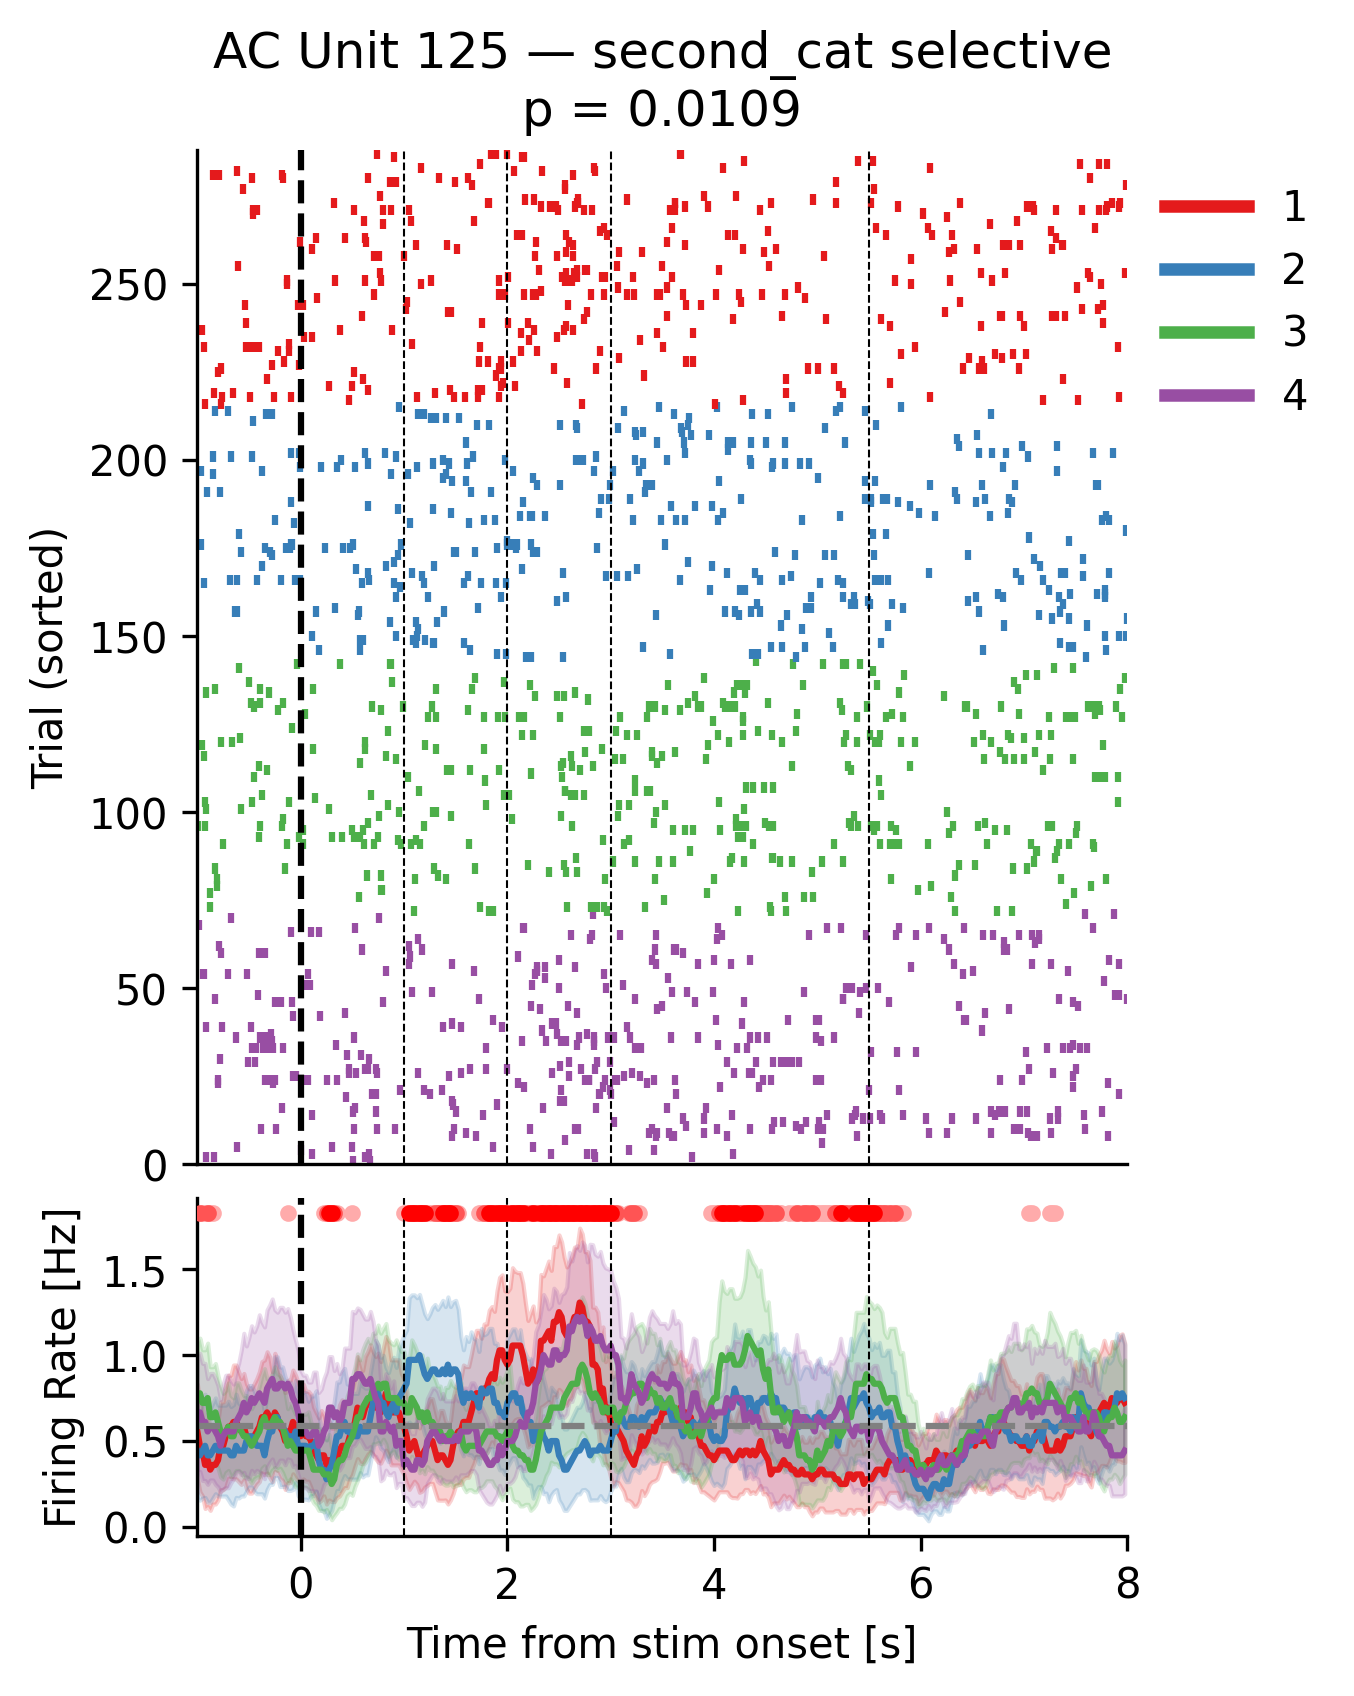 AC Unit 125 — second_cat selective
p = 0.0109
1
2
3
4
250
200
150
100
50
0
Trial (sorted)
1.5
1.0
0.5
0.0
Firing Rate [Hz]
0 2 4 6 8
Time from stim onset [s]